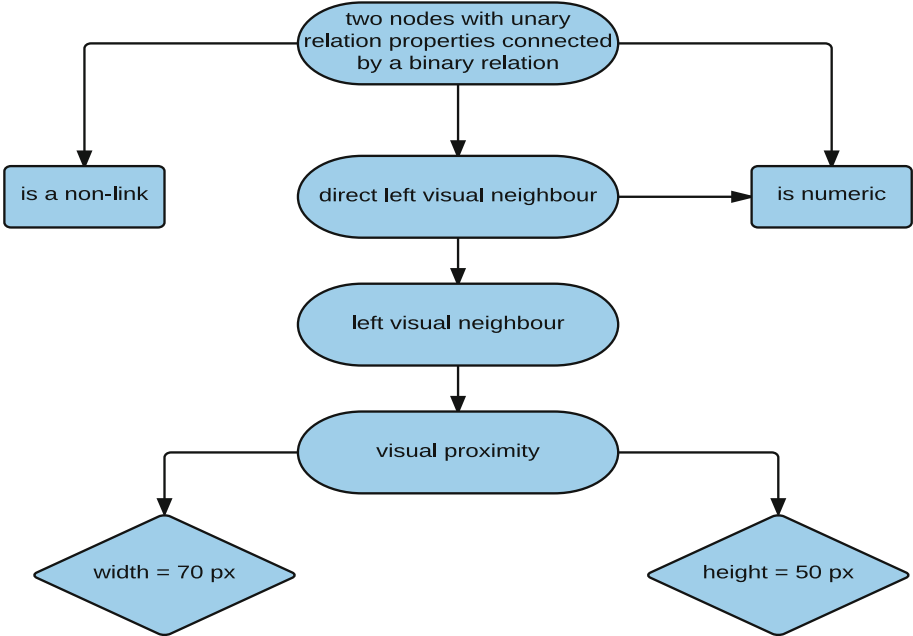 two nodes with unary
relation properties connected
by a binary relation
is a non-link
direct left visual neighbour
is numeric
left visual neighbour
visual proximity
width = 70 px
height = 50 px